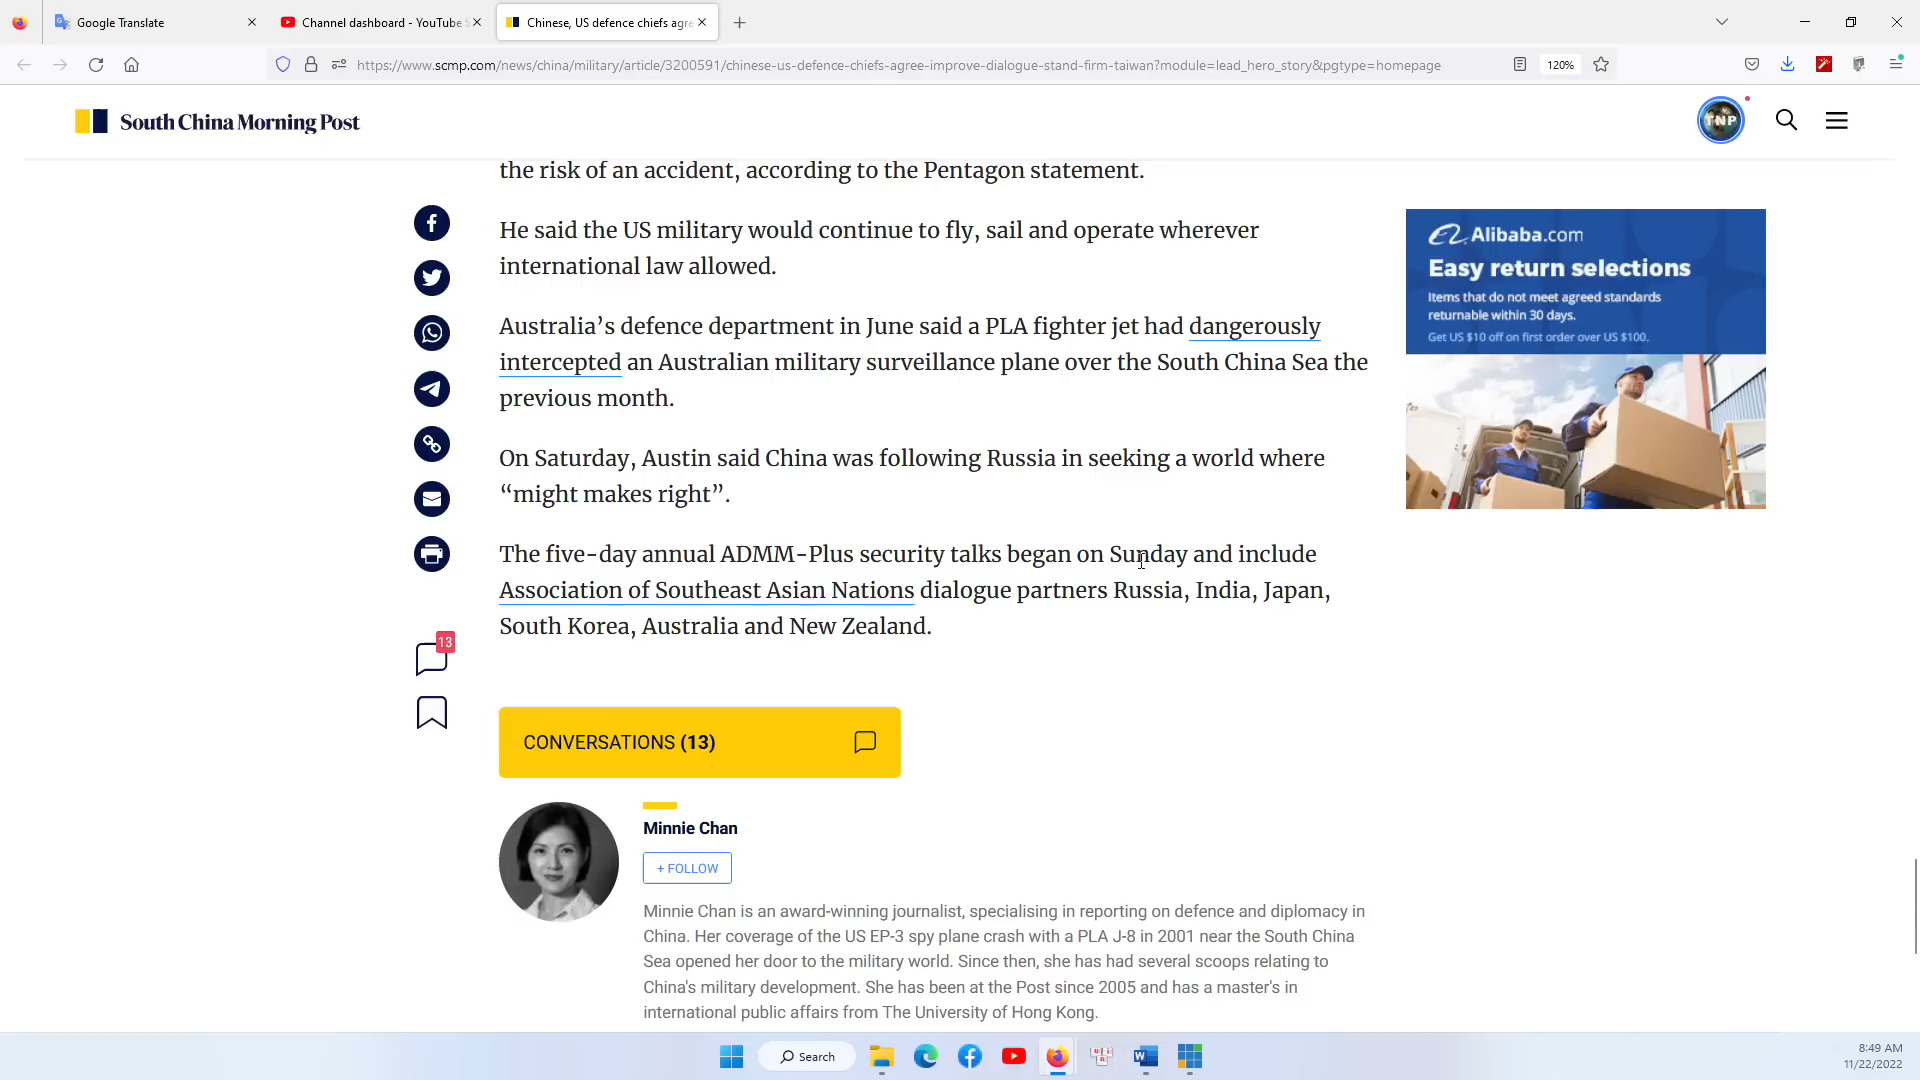 Google Translate
Channel dashboard - YouTube S
Chinese, US defence chiefs agre
https://www.scmp.com/news/china/military/article/3200591/chinese-us-defence-chiefs-agree-improve-dialogue-stand-firm-taiwan?module=lead_hero_story&pgtype=homepage
120%
South China Morning Post
TNP
the risk of an accident, according to the Pentagon statement.
He said the US military would continue to fly, sail and operate wherever
international law allowed.
Australia’s defence department in June said a PLA fighter jet had dangerously
intercepted an Australian military surveillance plane over the South China Sea the
previous month.
On Saturday, Austin said China was following Russia in seeking a world where
“might makes right”.
The five-day annual ADMM-Plus security talks began on Sunday and include
Association of Southeast Asian Nations dialogue partners Russia, India, Japan,
South Korea, Australia and New Zealand.
Alibaba.com
Easy return selections
Items that do not meet agreed standards
returnable within 30 days.
Get US $10 off on first order over US $100.
13
CONVERSATIONS (13)
Minnie Chan
+ FOLLOW
Minnie Chan is an award-winning journalist, specialising in reporting on defence and diplomacy in
China. Her coverage of the US EP-3 spy plane crash with a PLA J-8 in 2001 near the South China
Sea opened her door to the military world. Since then, she has had several scoops relating to
China's military development. She has been at the Post since 2005 and has a master's in
international public affairs from The University of Hong Kong.
Search
8:49 AM
11/22/2022